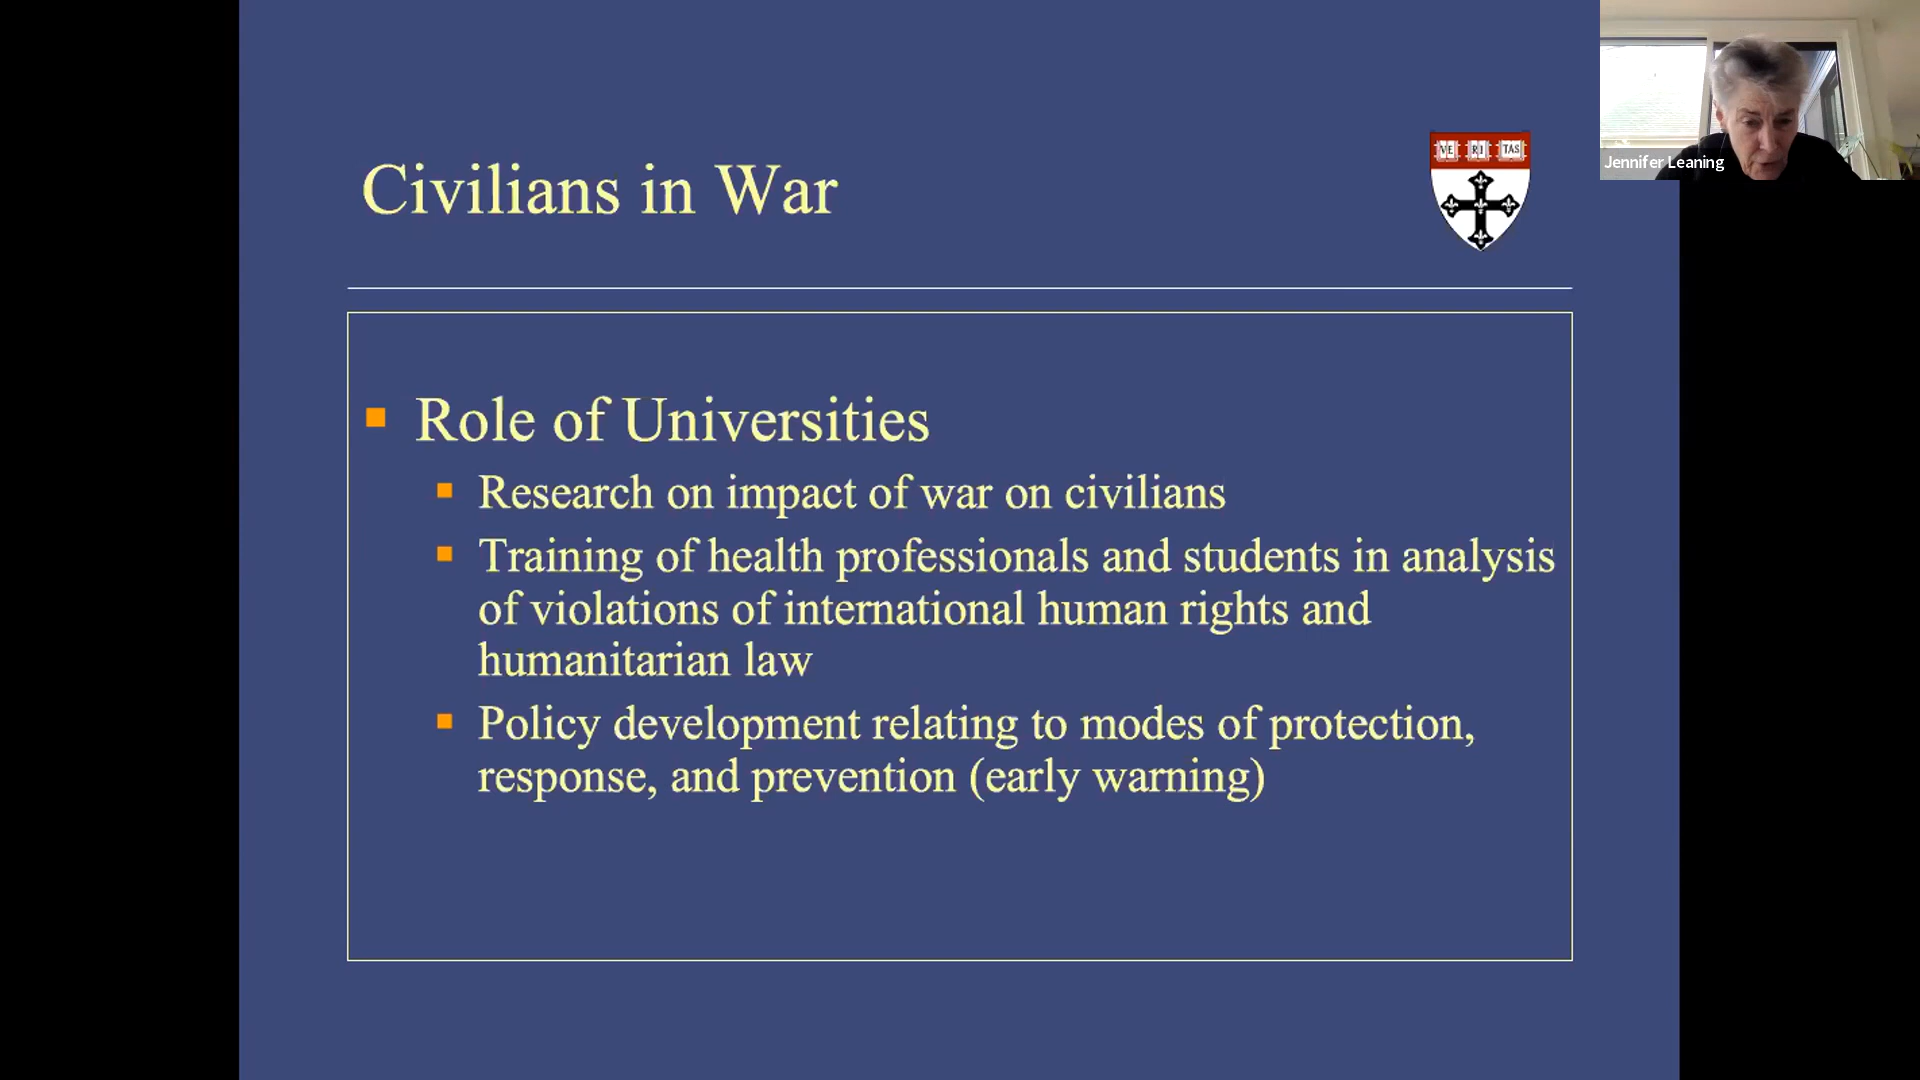 Civilians in War
VE RI TAS
Jennifer Leaning
Role of Universities
Research on impact of war on civilians
Training of health professionals and students in analysis
of violations of international human rights and
humanitarian law
Policy development relating to modes of protection,
response, and prevention (early warning)